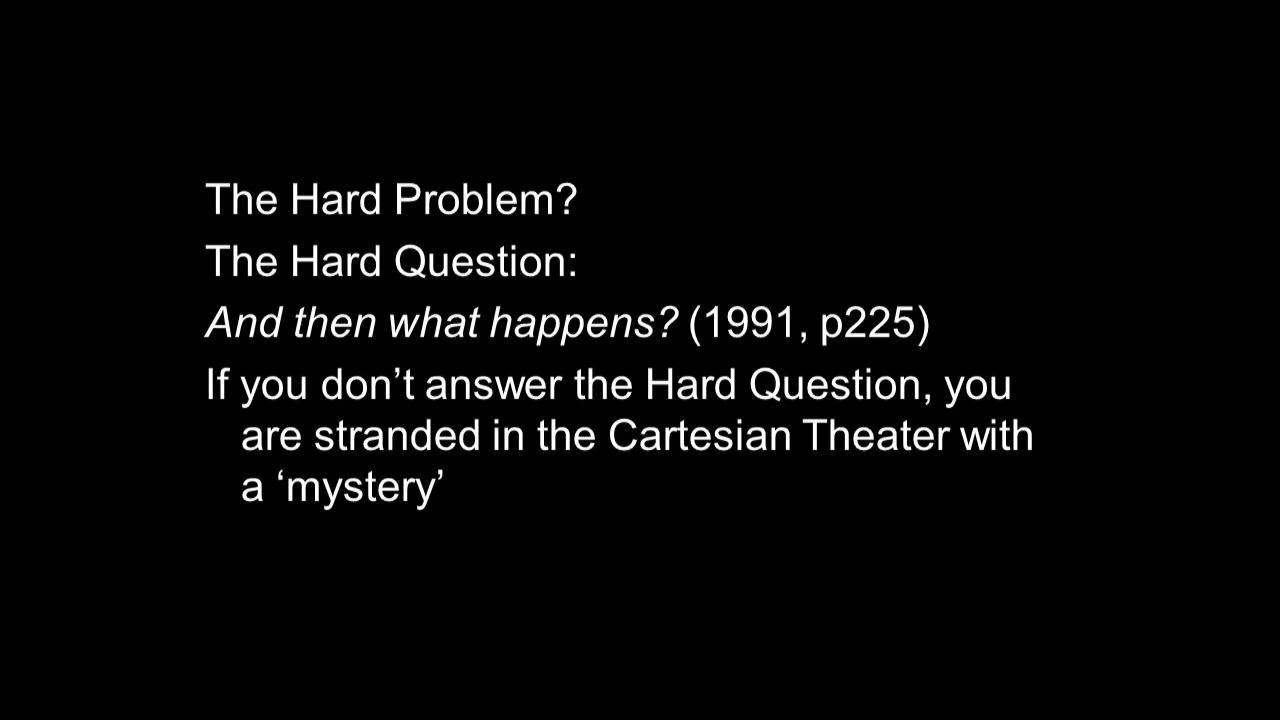 The Hard Problem?
The Hard Question:
And then what happens? (1991, p225)
If you don’t answer the Hard Question, you
are stranded in the Cartesian Theater with
a ‘mystery’